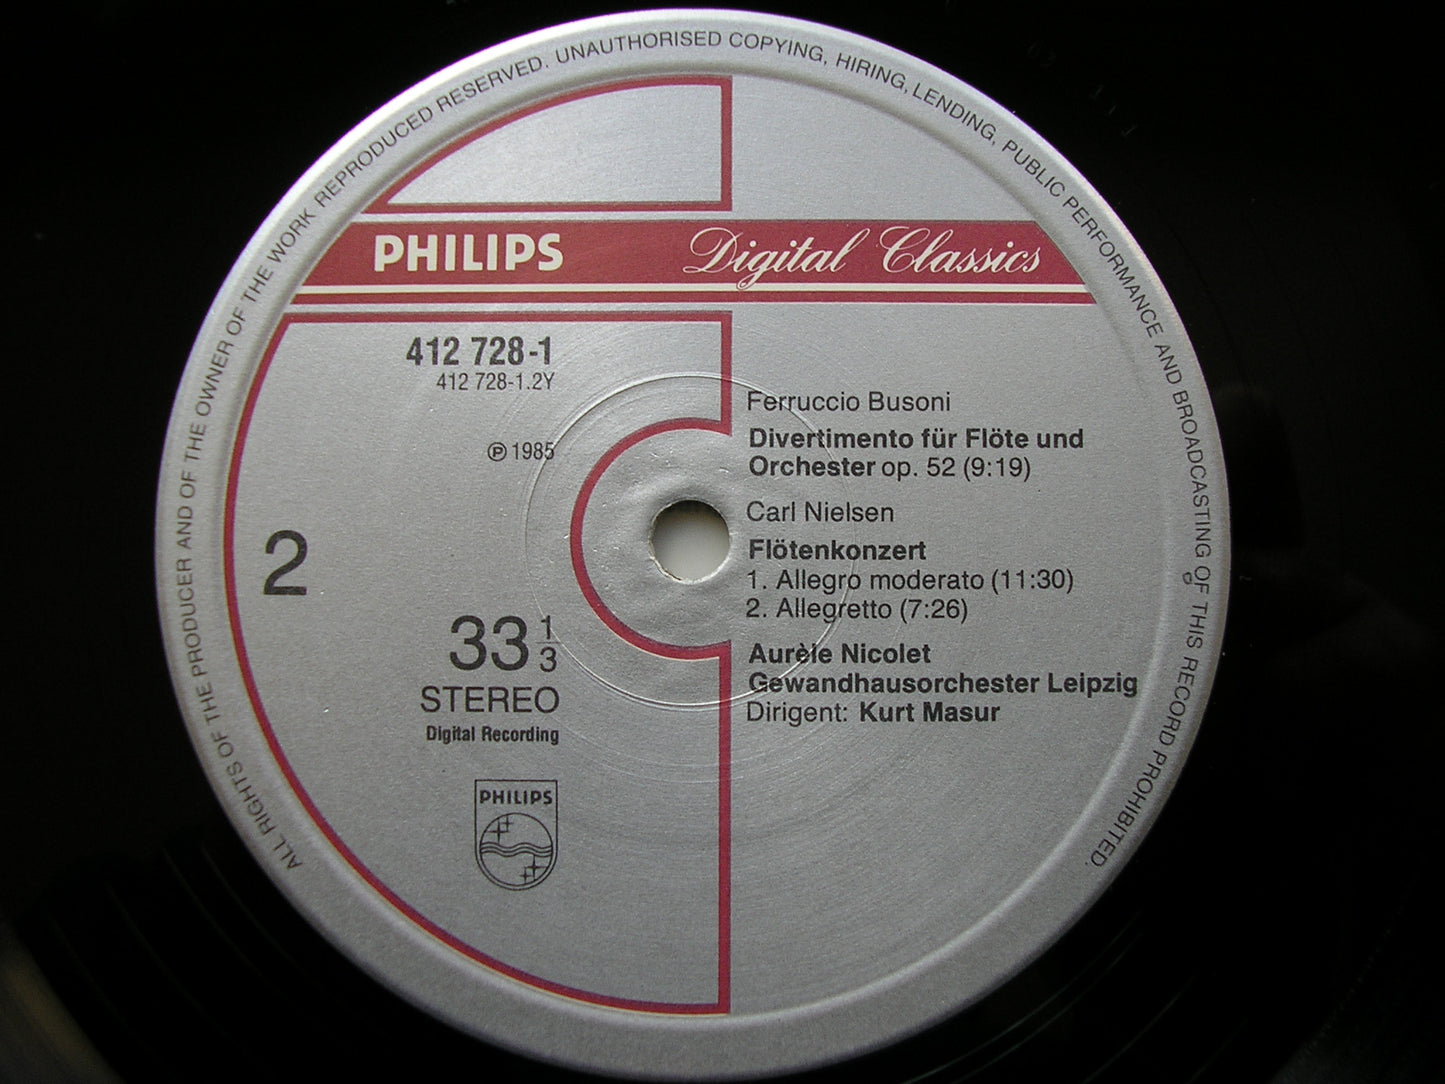 ALL RIGHTS OF THE PRODUCER AND OF THE OWNER OF THE WORK REPRODUCED RESERVED. UNAUTHORISED COPYING, HIRING, LENDING, PUBLIC PERFORMANCE AND BROADCASTING OF THIS RECORD PROHIBITED.
PHILIPS Digital Classics
412 728-1
412 728-1.2Y
℗ 1985
2
33 1/3
STEREO
Digital Recording
PHILIPS
Ferruccio Busoni
Divertimento für Flöte und
Orchester op. 52 (9:19)
Carl Nielsen
Flötenkonzert
1. Allegro moderato (11:30)
2. Allegretto (7:26)
Aurèle Nicolet
Gewandhausorchester Leipzig
Dirigent: Kurt Masur